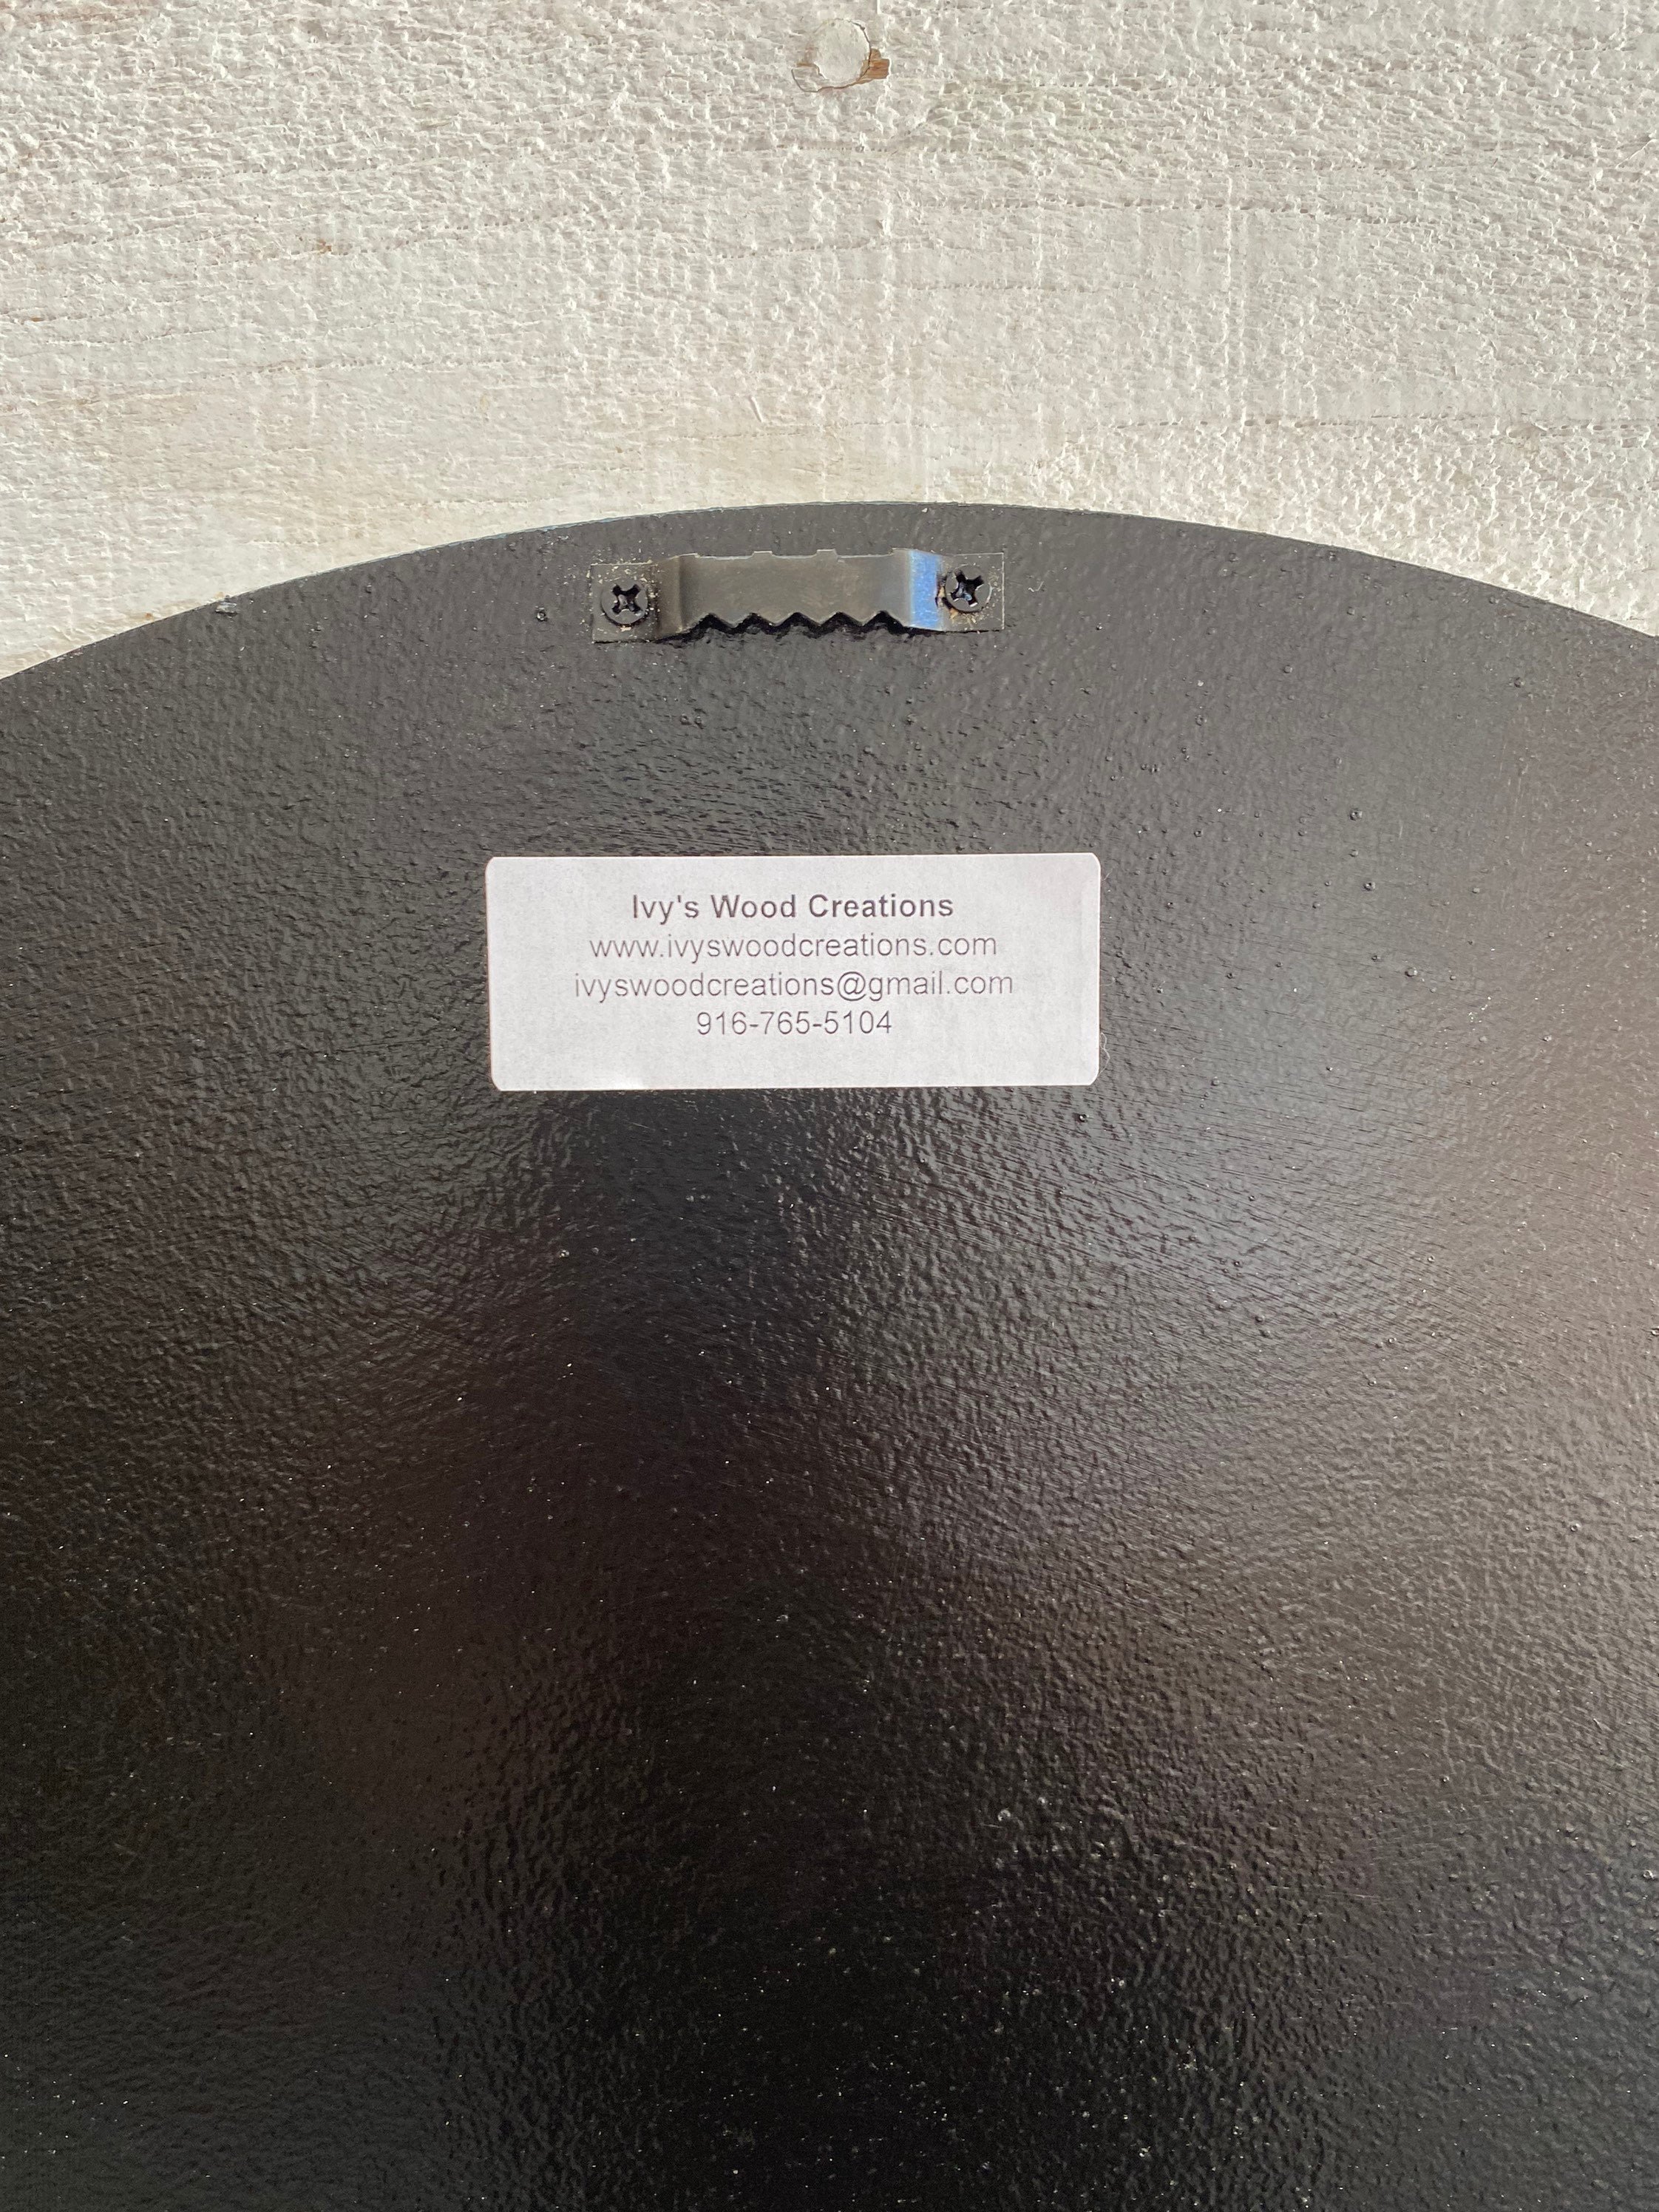 Ivy's Wood Creations
www.ivyswoodcreations.com
ivyswoodcreations@gmail.com
916-765-5104